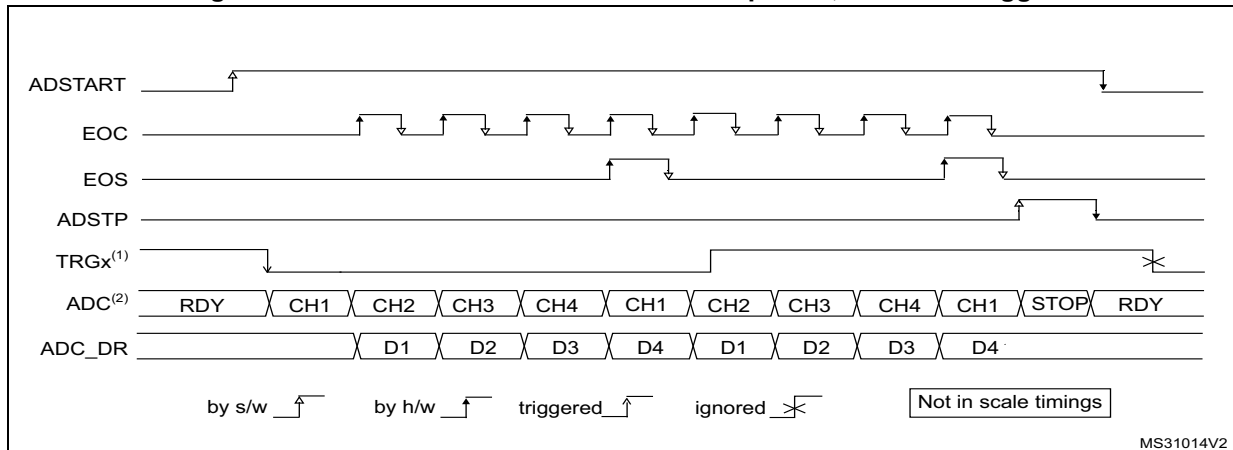 ADSTART
EOC
EOS
ADSTP
TRGx(1)
ADC(2) RDY CH1 CH2 CH3 CH4 CH1 CH2 CH3 CH4 CH1 STOP RDY
ADC_DR D1 D2 D3 D4 D1 D2 D3 D4
by s/w by h/w triggered ignored Not in scale timings
MS31014V2